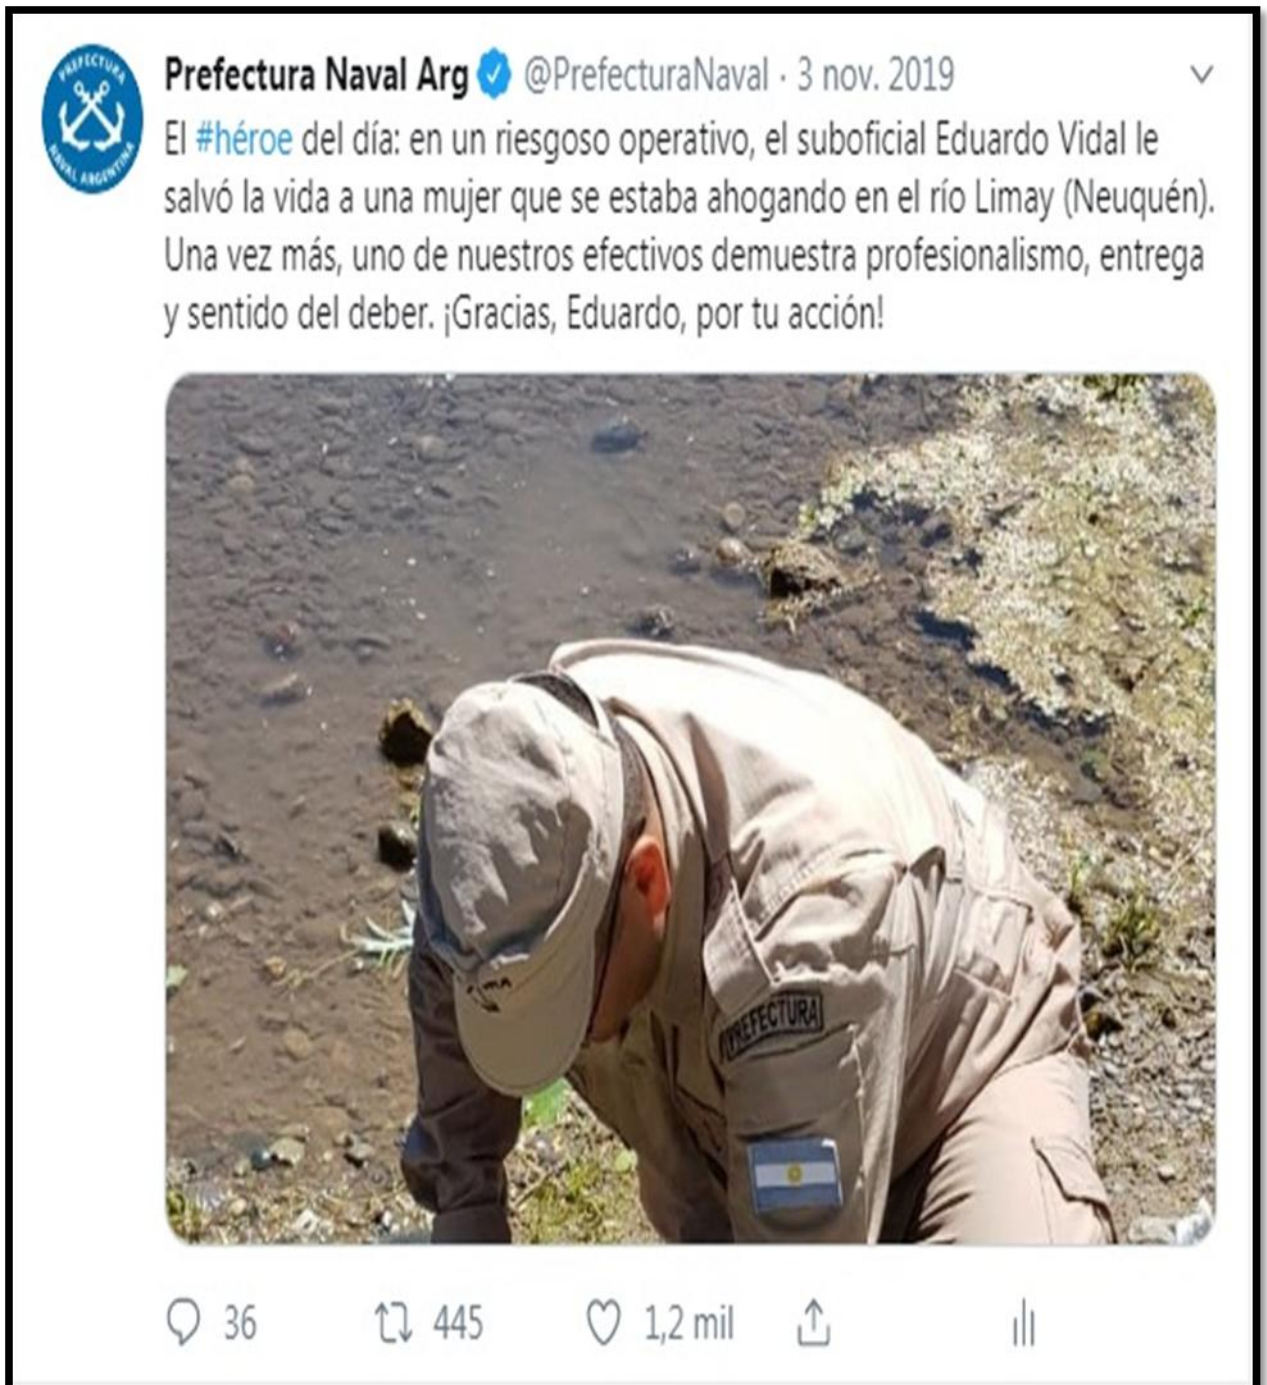 PREFECTURA
NAVAL ARGENTINA
Prefectura Naval Arg @PrefecturaNaval · 3 nov. 2019
El #héroe del día: en un riesgoso operativo, el suboficial Eduardo Vidal le
salvó la vida a una mujer que se estaba ahogando en el río Limay (Neuquén).
Una vez más, uno de nuestros efectivos demuestra profesionalismo, entrega
y sentido del deber. ¡Gracias, Eduardo, por tu acción!
PREFECTURA
36 445 1,2 mil